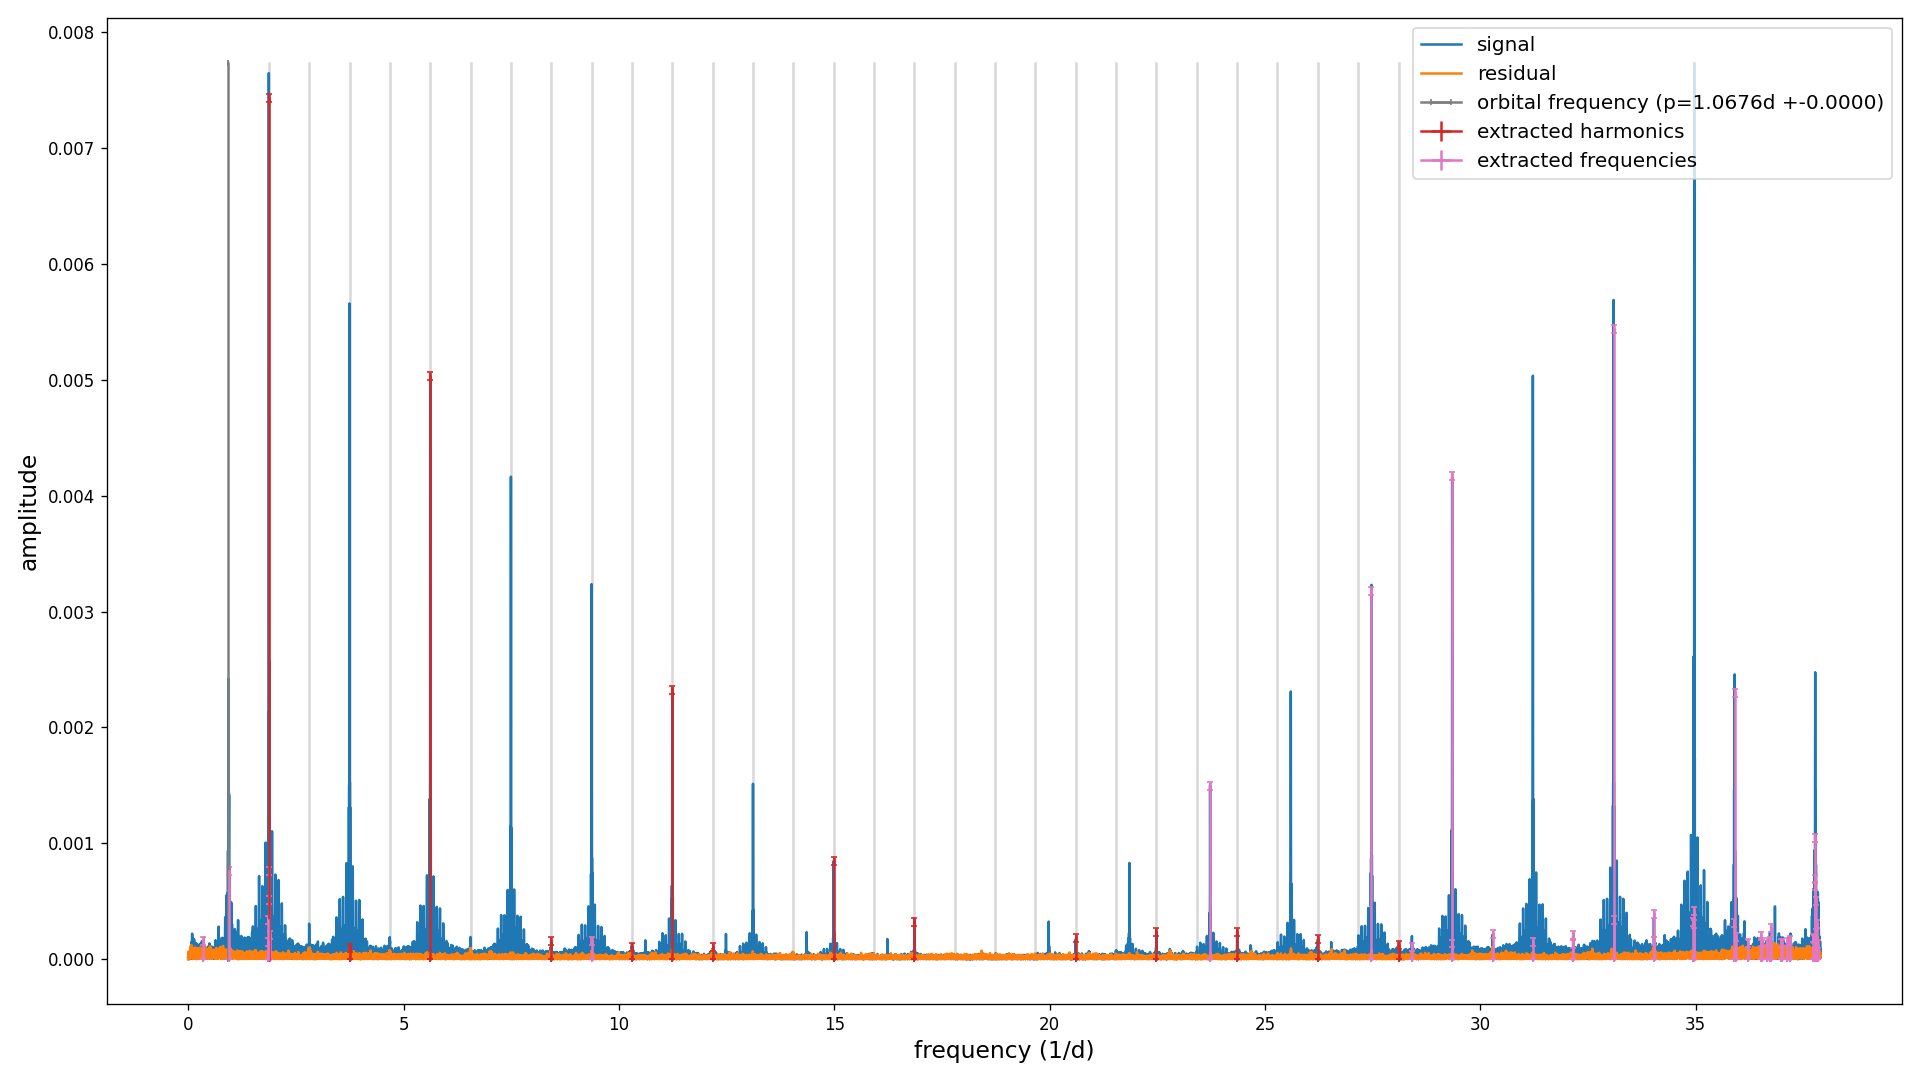 0.008
0.007
0.006
0.005
0.004
0.003
0.002
0.001
0.000
amplitude
signal
residual
orbital frequency (p=1.0676d +-0.0000)
extracted harmonics
extracted frequencies
0 5 10 15 20 25 30 35
frequency (1/d)